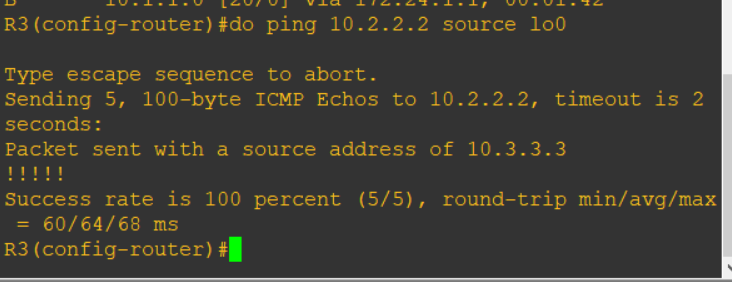 B 10.1.1.0 [20/0] via 172.24.1.1, 00:01:42
R3(config-router)#do ping 10.2.2.2 source lo0
Type escape sequence to abort.
Sending 5, 100-byte ICMP Echos to 10.2.2.2, timeout is 2
seconds:
Packet sent with a source address of 10.3.3.3
!!!!!
Success rate is 100 percent (5/5), round-trip min/avg/max
= 60/64/68 ms
R3(config-router)#